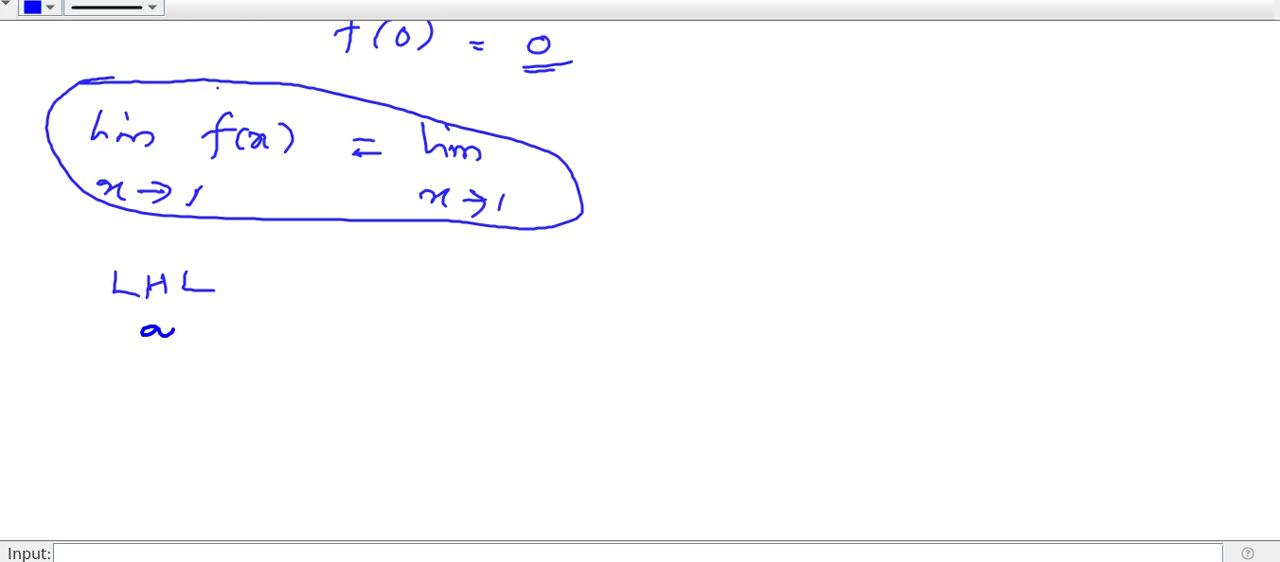 f(0) = 0
lim f(x) = lim
x → 1 x → 1
LHL
Input: